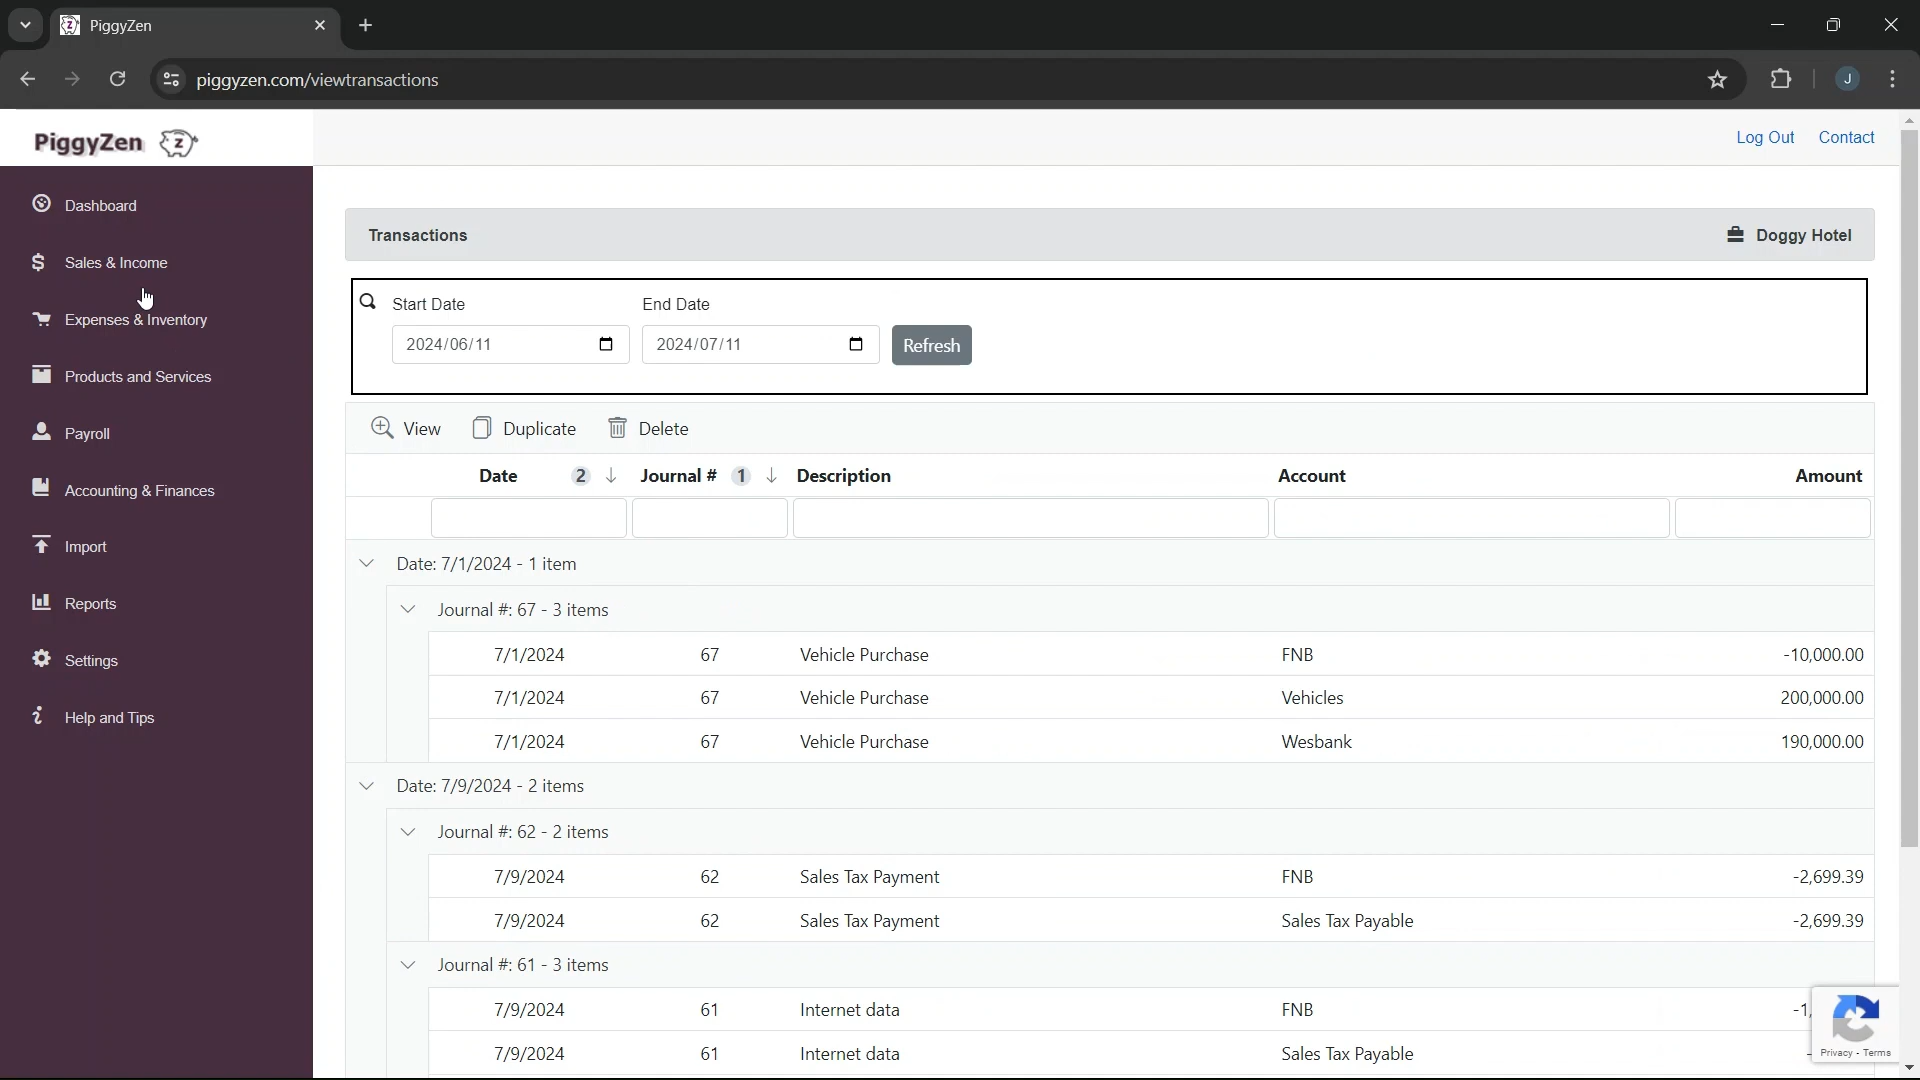 PiggyZen
piggyzen.com/viewtransactions
J
PiggyZen Z
Log Out Contact
Dashboard
Sales & Income
Expenses & Inventory
Products and Services
Payroll
Accounting & Finances
Import
Reports
Settings
Help and Tips
Transactions Doggy Hotel
Start Date End Date
2024/06/11 2024/07/11 Refresh
View Duplicate Delete
Date 2 Journal # 1 Description Account Amount
Date: 7/1/2024 - 1 item
Journal #: 67 - 3 items
7/1/2024 67 Vehicle Purchase FNB -10,000.00
7/1/2024 67 Vehicle Purchase Vehicles 200,000.00
7/1/2024 67 Vehicle Purchase Wesbank 190,000.00
Date: 7/9/2024 - 2 items
Journal #: 62 - 2 items
7/9/2024 62 Sales Tax Payment FNB -2,699.39
7/9/2024 62 Sales Tax Payment Sales Tax Payable -2,699.39
Journal #: 61 - 3 items
7/9/2024 61 Internet data FNB
7/9/2024 61 Internet data Sales Tax Payable
Privacy - Terms